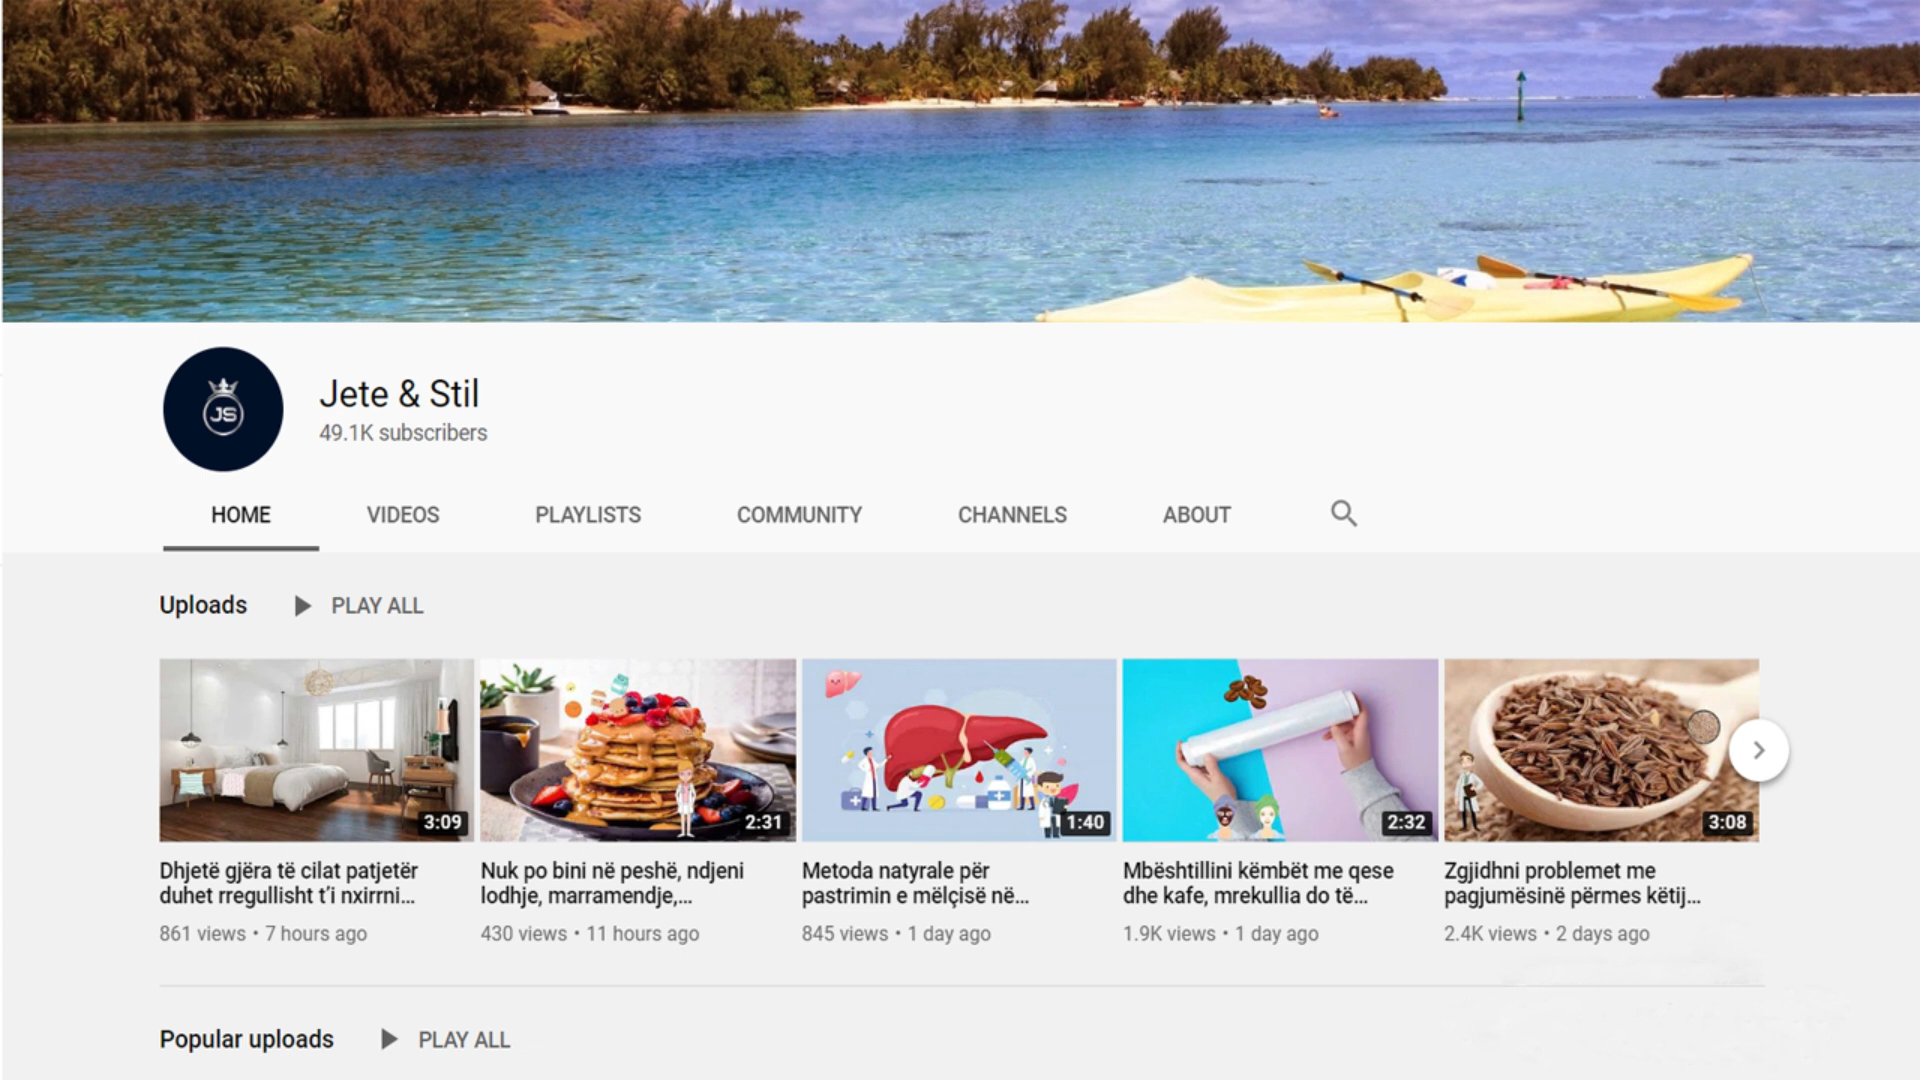 JS
Jete & Stil
49.1K subscribers
HOME VIDEOS PLAYLISTS COMMUNITY CHANNELS ABOUT
Uploads PLAY ALL
3:09 2:31 1:40 2:32 3:08
Dhjetë gjëra të cilat patjetër
duhet rregullisht t'i nxirrni...
861 views • 7 hours ago
Nuk po bini në peshë, ndjeni
lodhje, marramendje,...
430 views • 11 hours ago
Metoda natyrale për
pastrimin e mëlçisë në...
845 views • 1 day ago
Mbështillini këmbët me qese
dhe kafe, mrekullia do të...
1.9K views • 1 day ago
Zgjidhni problemet me
pagjumësinë përmes këtij...
2.4K views • 2 days ago
Popular uploads PLAY ALL